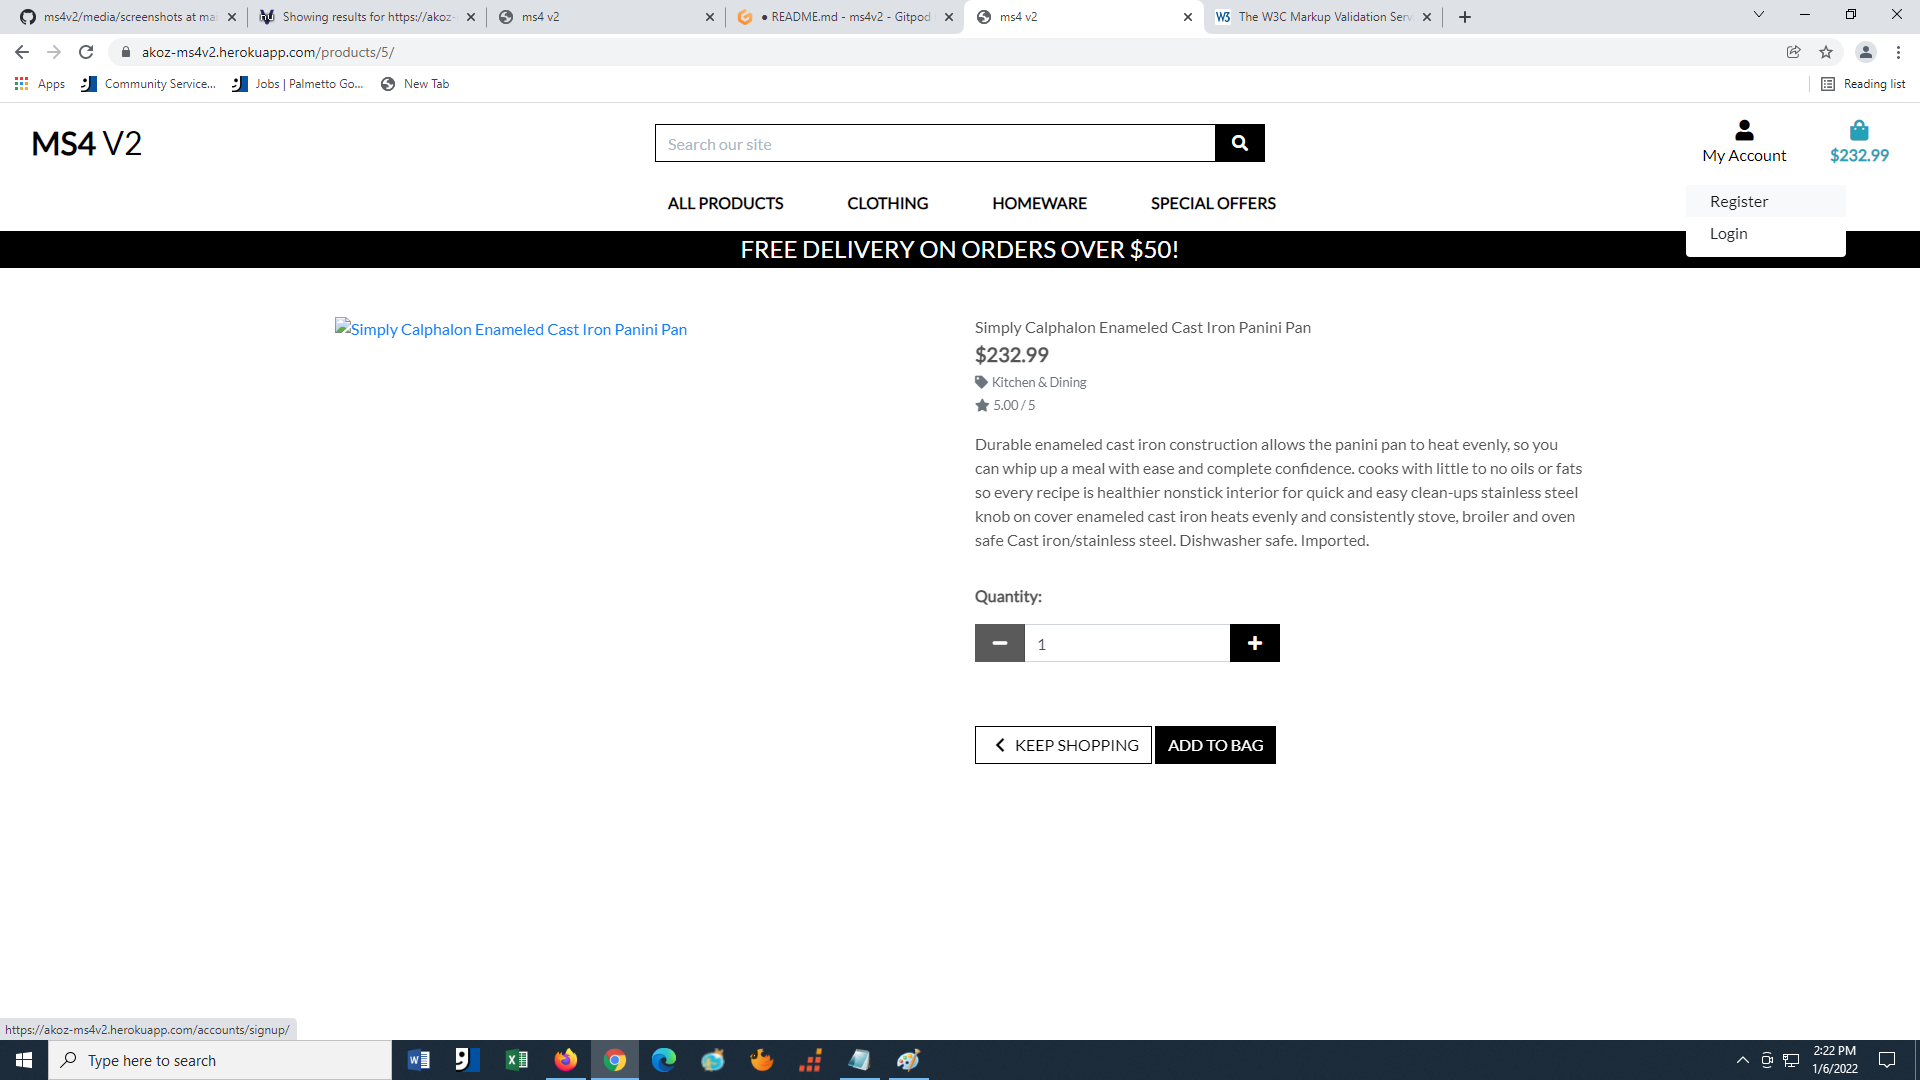 ms4v2/media/screenshots at ma
Showing results for https://akoz-
ms4 v2
● README.md - ms4v2 - Gitpod
ms4 v2
The W3C Markup Validation Serv
akoz-ms4v2.herokuapp.com/products/5/
Apps
Community Service...
Jobs | Palmetto Go...
New Tab
Reading list
MS4 V2
Search our site
My Account
$232.99
Register
Login
ALL PRODUCTS
CLOTHING
HOMEWARE
SPECIAL OFFERS
FREE DELIVERY ON ORDERS OVER $50!
Simply Calphalon Enameled Cast Iron Panini Pan
Simply Calphalon Enameled Cast Iron Panini Pan
$232.99
Kitchen & Dining
5.00 / 5
Durable enameled cast iron construction allows the panini pan to heat evenly, so you
can whip up a meal with ease and complete confidence. cooks with little to no oils or fats
so every recipe is healthier nonstick interior for quick and easy clean-ups stainless steel
knob on cover enameled cast iron heats evenly and consistently stove, broiler and oven
safe Cast iron/stainless steel. Dishwasher safe. Imported.
Quantity:
1
KEEP SHOPPING
ADD TO BAG
https://akoz-ms4v2.herokuapp.com/accounts/signup/
Type here to search
2:22 PM
1/6/2022